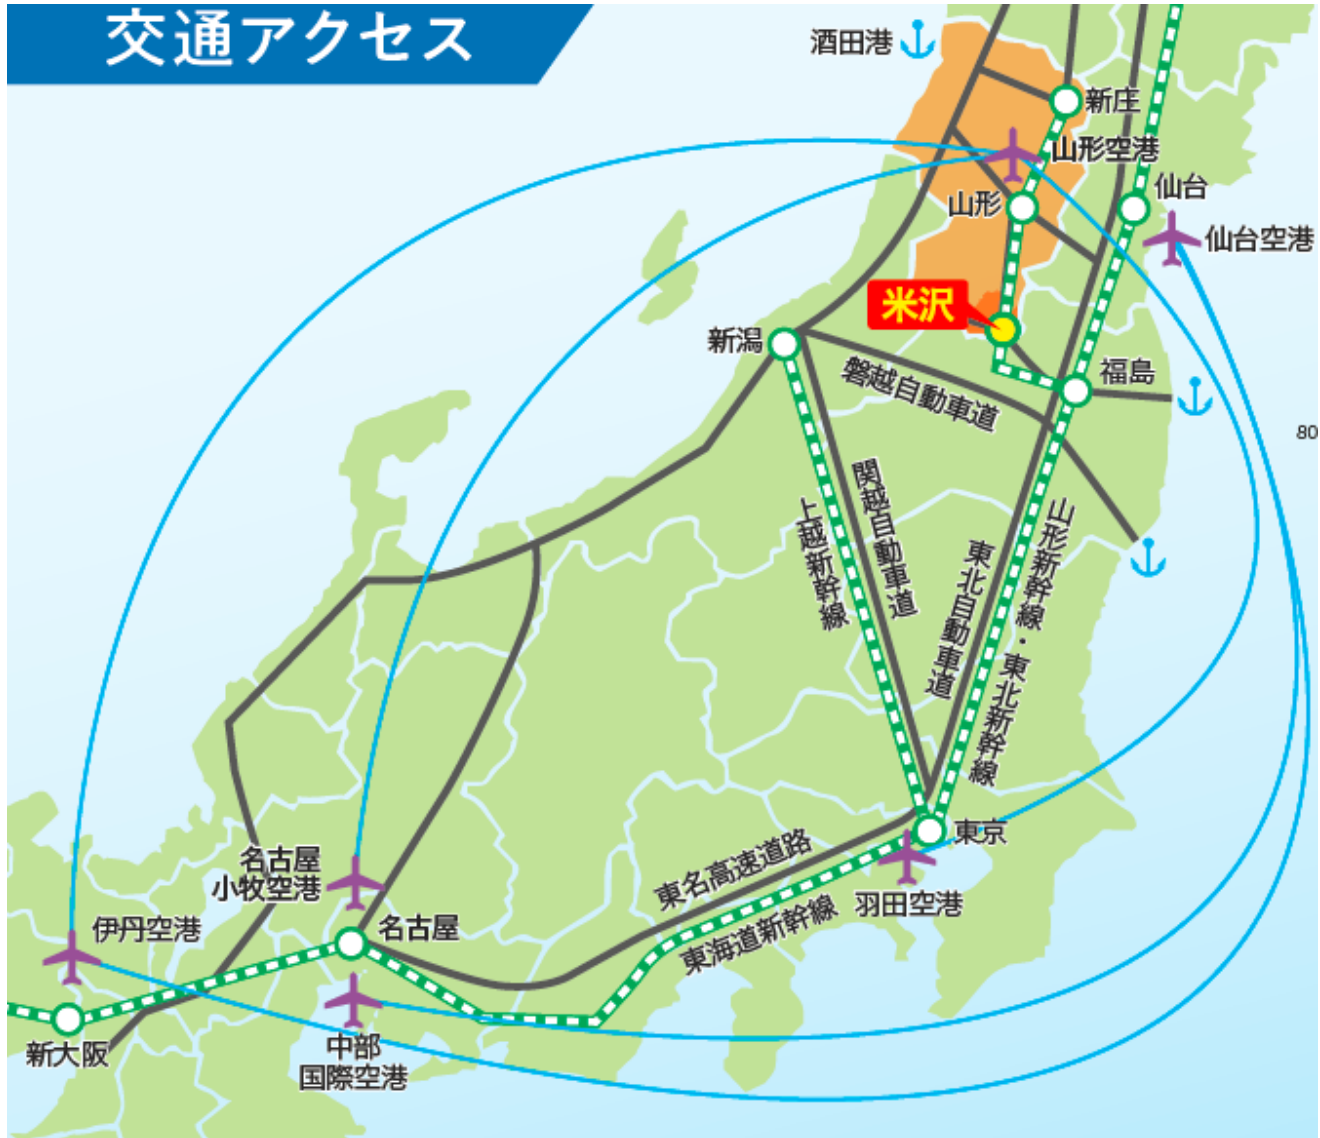 交通アクセス
酒田港
新庄
山形空港
仙台
山形
仙台空港
米沢
新潟
福島
磐越自動車道
80
関越自動車道
上越新幹線
山形新幹線・東北新幹線
東北自動車道
東京
名古屋
小牧空港
東名高速道路
羽田空港
伊丹空港
名古屋
東海道新幹線
新大阪
中部
国際空港